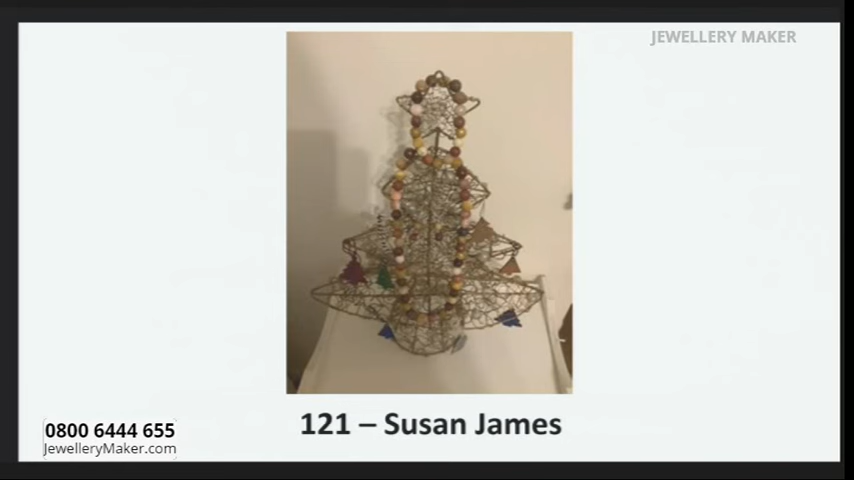 JEWELLERY MAKER
121 – Susan James
0800 6444 655
JewelleryMaker.com